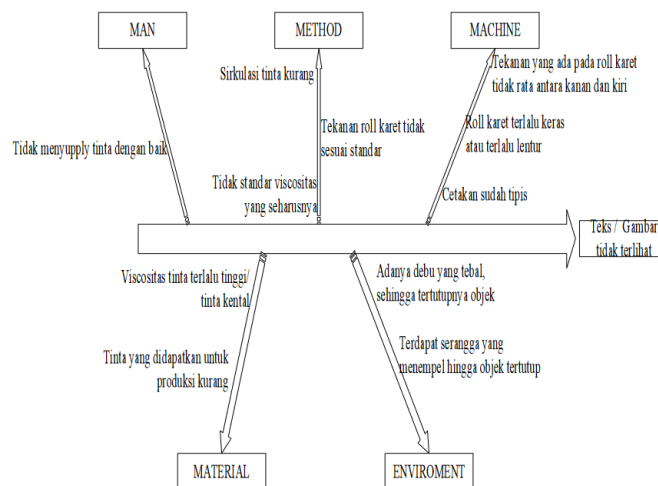 MAN
METHOD
MACHINE
Sirkulasi tinta kurang
Tekanan yang ada pada roll karet
tidak rata antara kanan dan kiri
Tidak menyupply tinta dengan baik
Tekanan roll karet tidak
sesuai standar
Roll karet terlalu keras
atau terlalu lentur
Tidak standar viscositas
yang seharusnya
Cetakan sudah tipis
Teks / Gambar
tidak terlihat
Viscositas tinta terlalu tinggi/
tinta kental
Adanya debu yang tebal,
sehingga tertutupnya objek
Tinta yang didapatkan untuk
produksi kurang
Terdapat serangga yang
menempel hingga objek tertutup
MATERIAL
ENVIROMENT